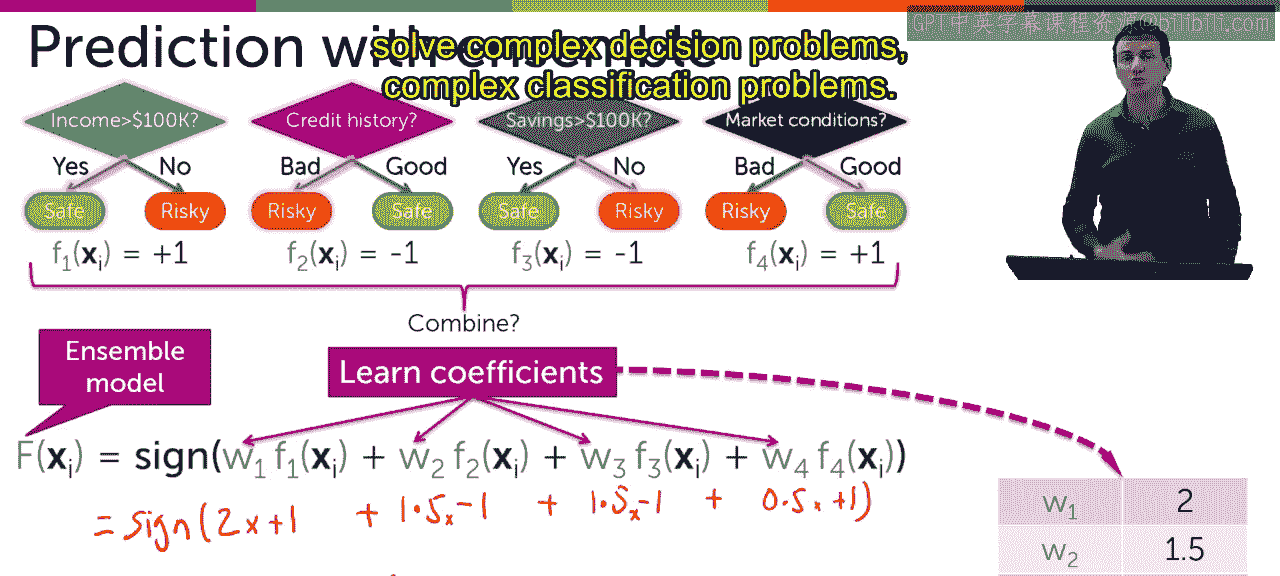 GPT中英字幕课程资源@bilibili.com
Prediction with ensemble
solve complex decision problems,
complex classification problems.
Income>$100K? Credit history? Savings>$100K? Market conditions?
Yes No Bad Good Yes No Bad Good
Safe Risky Risky Safe Safe Risky Risky Safe
f₁(xᵢ) = +1 f₂(xᵢ) = -1 f₃(xᵢ) = -1 f₄(xᵢ) = +1
Combine?
Ensemble
model
Learn coefficients
F(xᵢ) = sign(w₁ f₁(xᵢ) + w₂ f₂(xᵢ) + w₃ f₃(xᵢ) + w₄ f₄(xᵢ))
= sign(2x+1 + 1.5x-1 + 1.5x-1 + 0.5x+1)
w₁ 2
w₂ 1.5